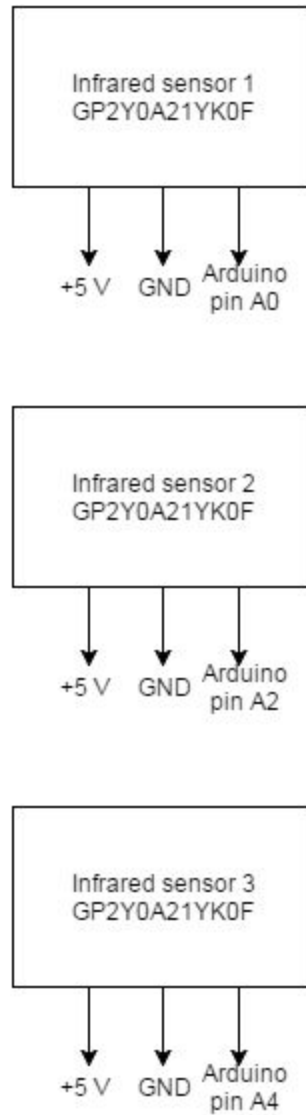 Infrared sensor 1
GP2Y0A21YK0F
+5 V GND Arduino
pin A0
Infrared sensor 2
GP2Y0A21YK0F
+5 V GND Arduino
pin A2
Infrared sensor 3
GP2Y0A21YK0F
+5 V GND Arduino
pin A4